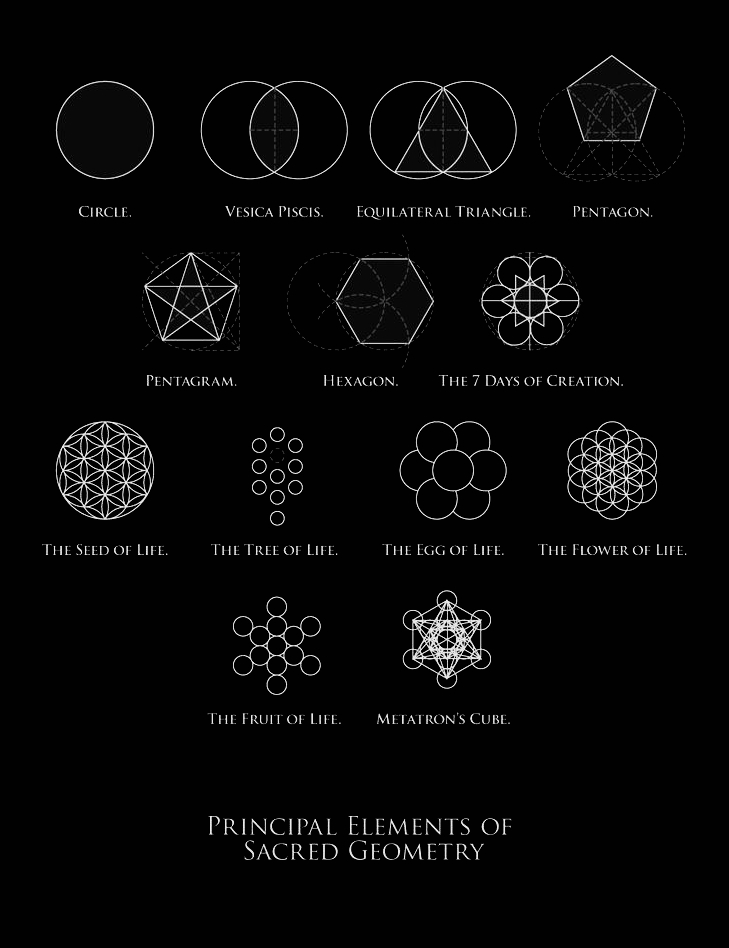 Circle.
Vesica Piscis.
Equilateral Triangle.
Pentagon.
Pentagram.
Hexagon.
The 7 Days of Creation.
The Seed of Life.
The Tree of Life.
The Egg of Life.
The Flower of Life.
The Fruit of Life.
Metatron's Cube.
Principal Elements of
Sacred Geometry